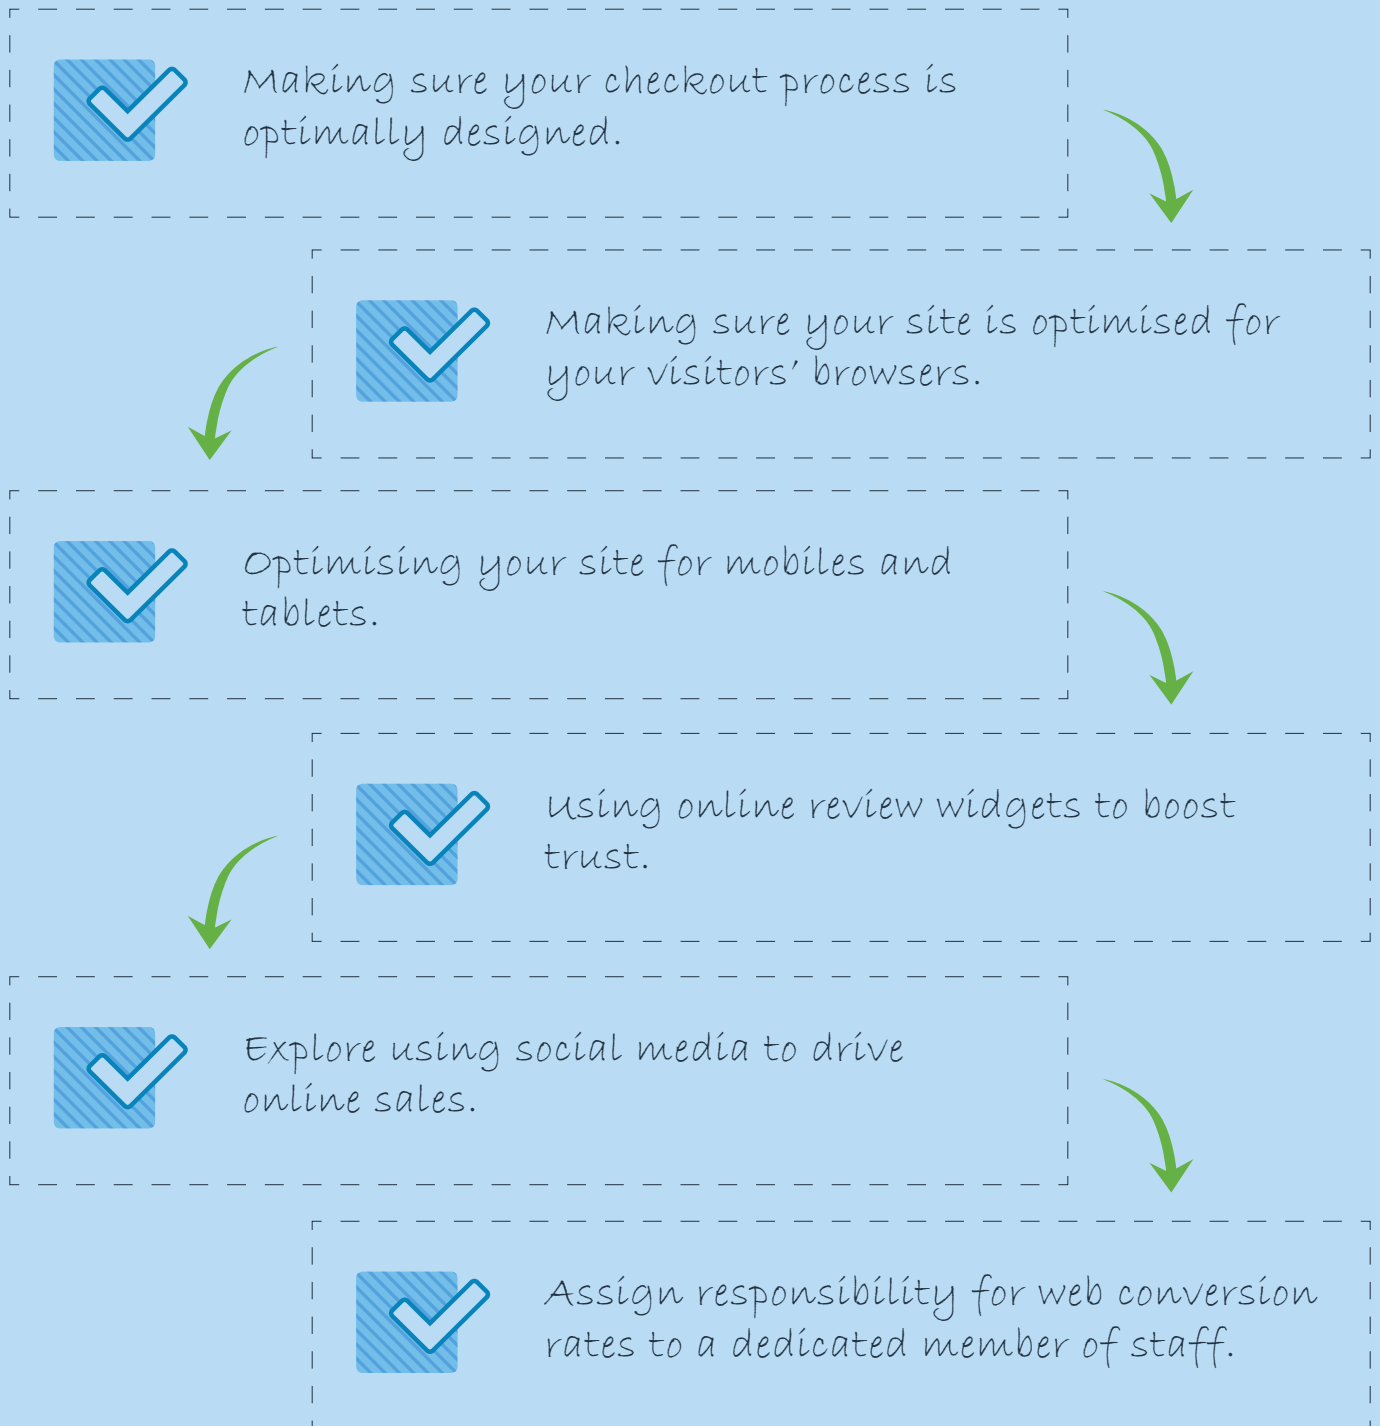 Making sure your checkout process is
optimally designed.
Making sure your site is optimised for
your visitors’ browsers.
Optimising your site for mobiles and
tablets.
Using online review widgets to boost
trust.
Explore using social media to drive
online sales.
Assign responsibility for web conversion
rates to a dedicated member of staff.